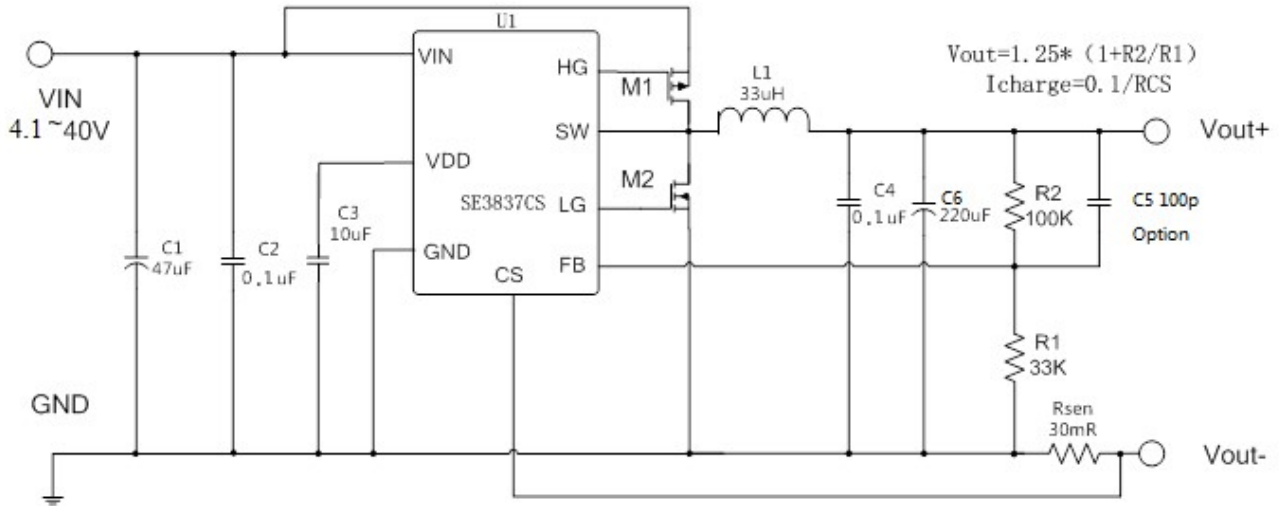 U1
VIN
4.1~40V
VIN
HG
M1
L1
33uH
Vout=1.25* (1+R2/R1)
Icharge=0.1/RCS
SW
Vout+
VDD
M2
SE3837CS
LG
C3
10uF
C4
0.1uF
C6
220uF
R2
100K
C5 100p
Option
C1
47uF
C2
0.1uF
GND
FB
CS
R1
33K
GND
Rsen
30mR
Vout-